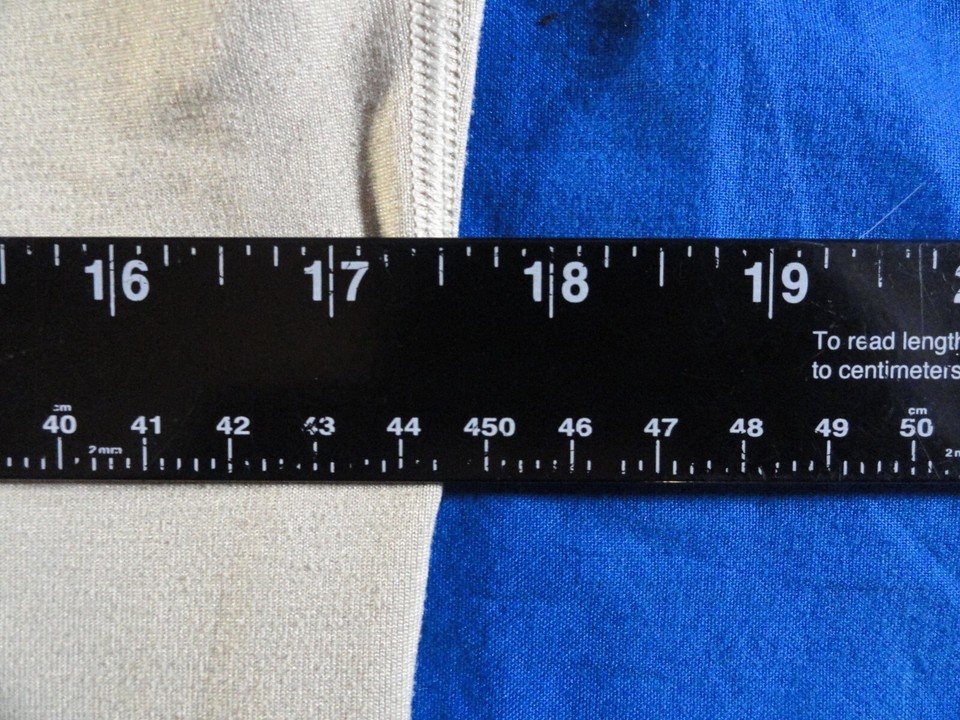 16 17 18 19
To read length
to centimeters
cm cm
40 41 42 43 44 450 46 47 48 49 50
2mm